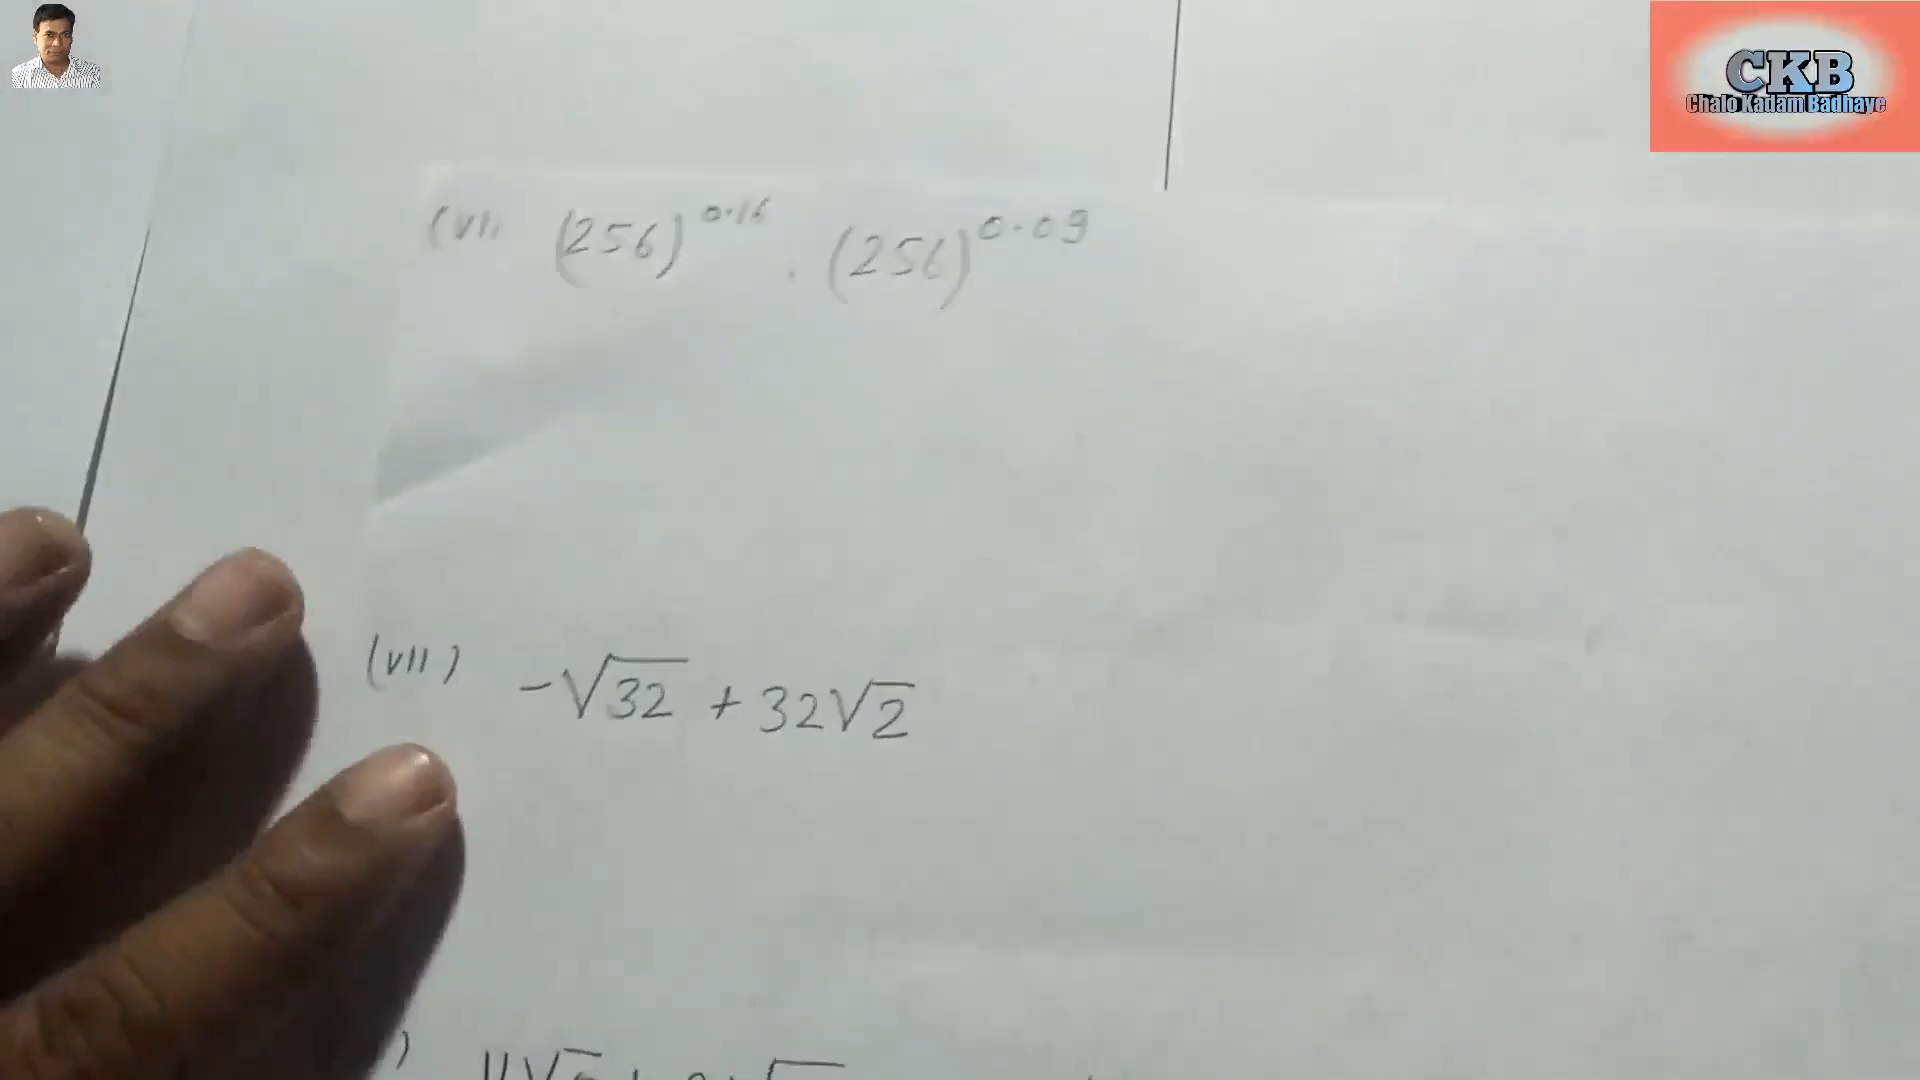 CKB
Chalo Kadam Badhaye
(VI) (256)^0.16 . (256)^0.09
(VII) -√32 + 32√2